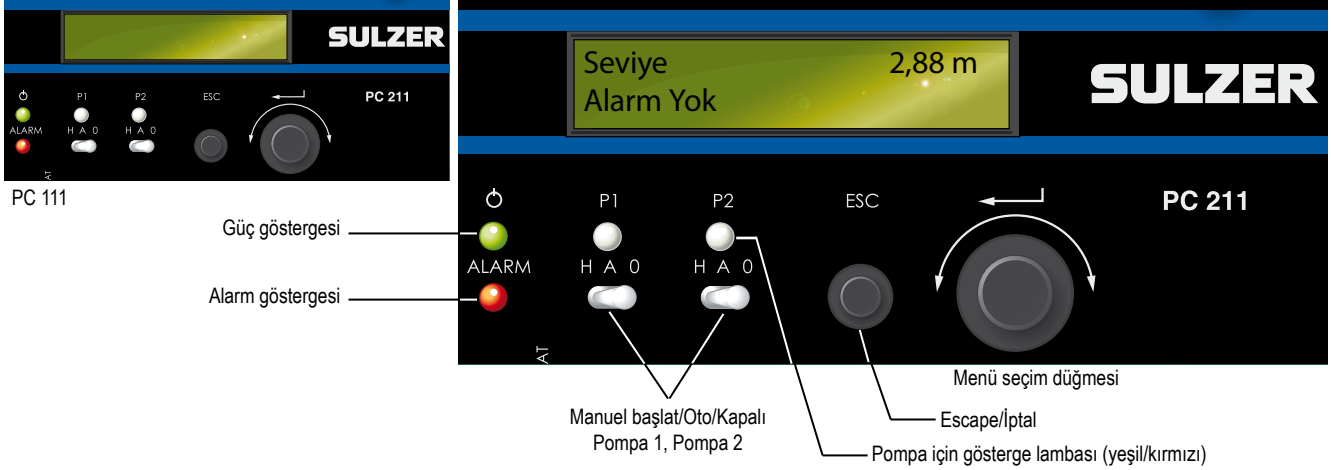 SULZER
P1 P2 ESC PC 211
ALARM H A 0 H A 0
AT
PC 111
Seviye 2,88 m
Alarm Yok
SULZER
P1 P2 ESC PC 211
Güç göstergesi
ALARM H A 0 H A 0
Alarm göstergesi
AT
Menü seçim düğmesi
Manuel başlat/Oto/Kapalı
Pompa 1, Pompa 2
Escape/İptal
Pompa için gösterge lambası (yeşil/kırmızı)